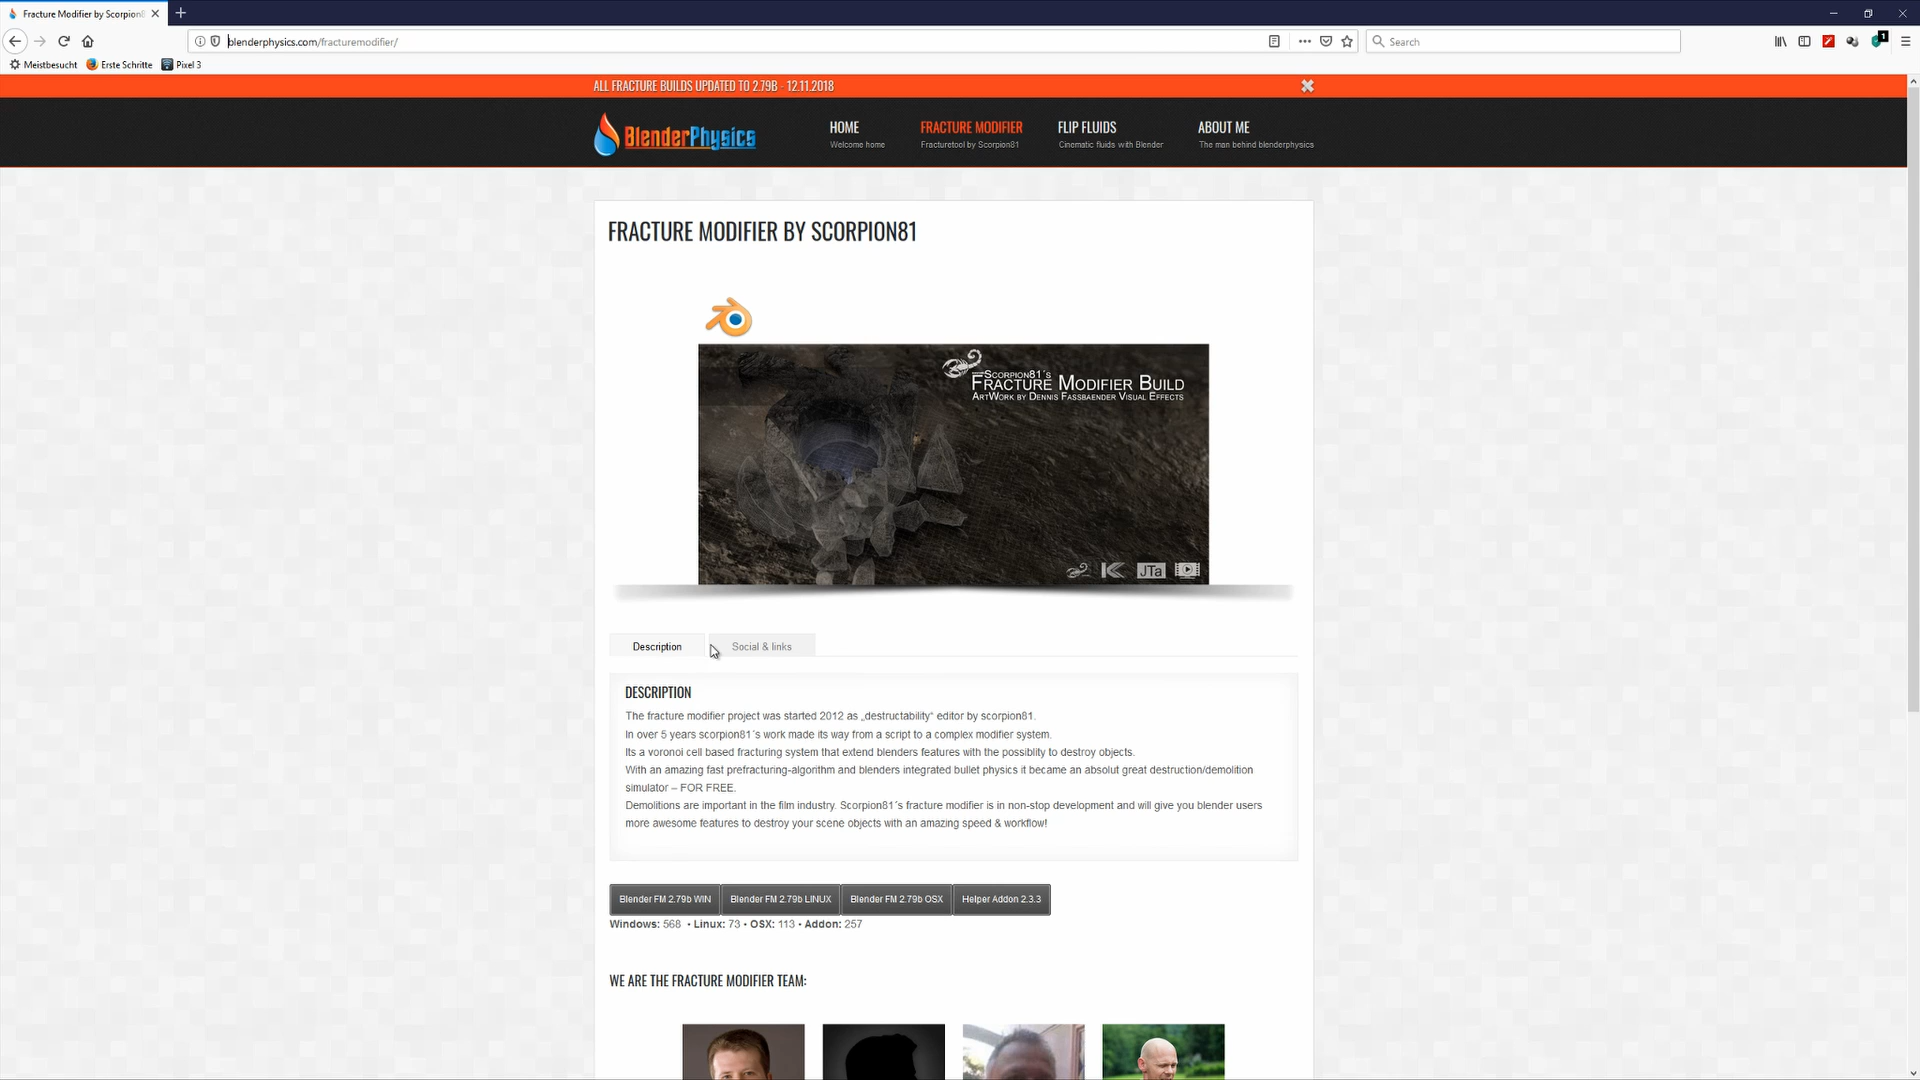 Fracture Modifier by Scorpion8
blenderphysics.com/fracturemodifier/
Search
1
Meistbesucht
Erste Schritte
Pixel 3
ALL FRACTURE BUILDS UPDATED TO 2.79B - 12.11.2018
BlenderPhysics
HOME
Welcome home
FRACTURE MODIFIER
Fracturetool by Scorpion81
FLIP FLUIDS
Cinematic fluids with Blender
ABOUT ME
The man behind blenderphysics
FRACTURE MODIFIER BY SCORPION81
SCORPION81´S
FRACTURE MODIFIER BUILD
ARTWORK BY DENNIS FASSBAENDER VISUAL EFFECTS
JTa
Description
Social & links
DESCRIPTION
The fracture modifier project was started 2012 as „destructability“ editor by scorpion81.
In over 5 years scorpion81´s work made its way from a script to a complex modifier system.
Its a voronoi cell based fracturing system that extend blenders features with the possiblity to destroy objects.
With an amazing fast prefracturing-algorithm and blenders integrated bullet physics it became an absolut great destruction/demolition
simulator – FOR FREE.
Demolitions are important in the film industry. Scorpion81´s fracture modifier is in non-stop development and will give you blender users
more awesome features to destroy your scene objects with an amazing speed & workflow!
Blender FM 2.79b WIN
Blender FM 2.79b LINUX
Blender FM 2.79b OSX
Helper Addon 2.3.3
Windows: 568 • Linux: 73 • OSX: 113 • Addon: 257
WE ARE THE FRACTURE MODIFIER TEAM: